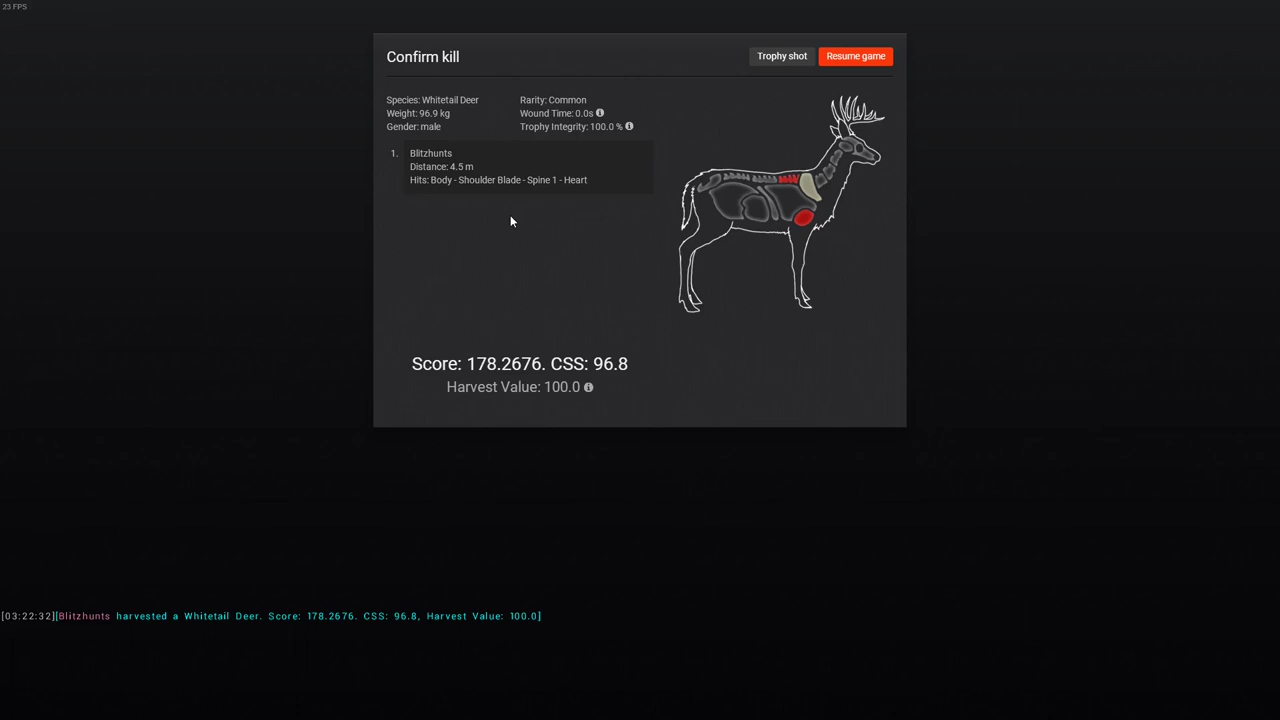 23 FPS
Confirm kill
Trophy shot
Resume game
Species: Whitetail Deer
Weight: 96.9 kg
Gender: male
Rarity: Common
Wound Time: 0.0s
Trophy Integrity: 100.0 %
1. Blitzhunts
Distance: 4.5 m
Hits: Body - Shoulder Blade - Spine 1 - Heart
Score: 178.2676. CSS: 96.8
Harvest Value: 100.0
[03:22:32][Blitzhunts harvested a Whitetail Deer. Score: 178.2676. CSS: 96.8, Harvest Value: 100.0]